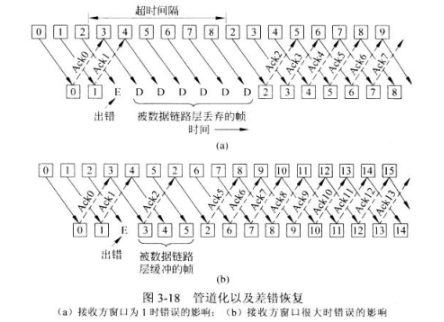 超时间隔
0 1 2 3 4 5 6 7 8 2 3 4 5 6 7 8 9
Ack0 Ack1 Ack2 Ack3 Ack4 Ack5 Ack6 Ack7
0 1 E D D D D D D 2 3 4 5 6 7 8
出错 被数据链路层丢弃的帧
时间
(a)
0 1 2 3 4 5 2 6 7 8 9 10 11 12 13 14 15
Ack0 Ack1 Ack2 Ack5 Ack6 Ack7 Ack8 Ack9 Ack10 Ack11 Ack12 Ack13
0 1 E 3 4 5 2 6 7 8 9 10 11 12 13 14
出错 被数据链路
层缓冲的帧
(b)
图 3-18 管道化以及差错恢复
(a) 接收方窗口为1时错误的影响; (b) 接收方窗口很大时错误的影响